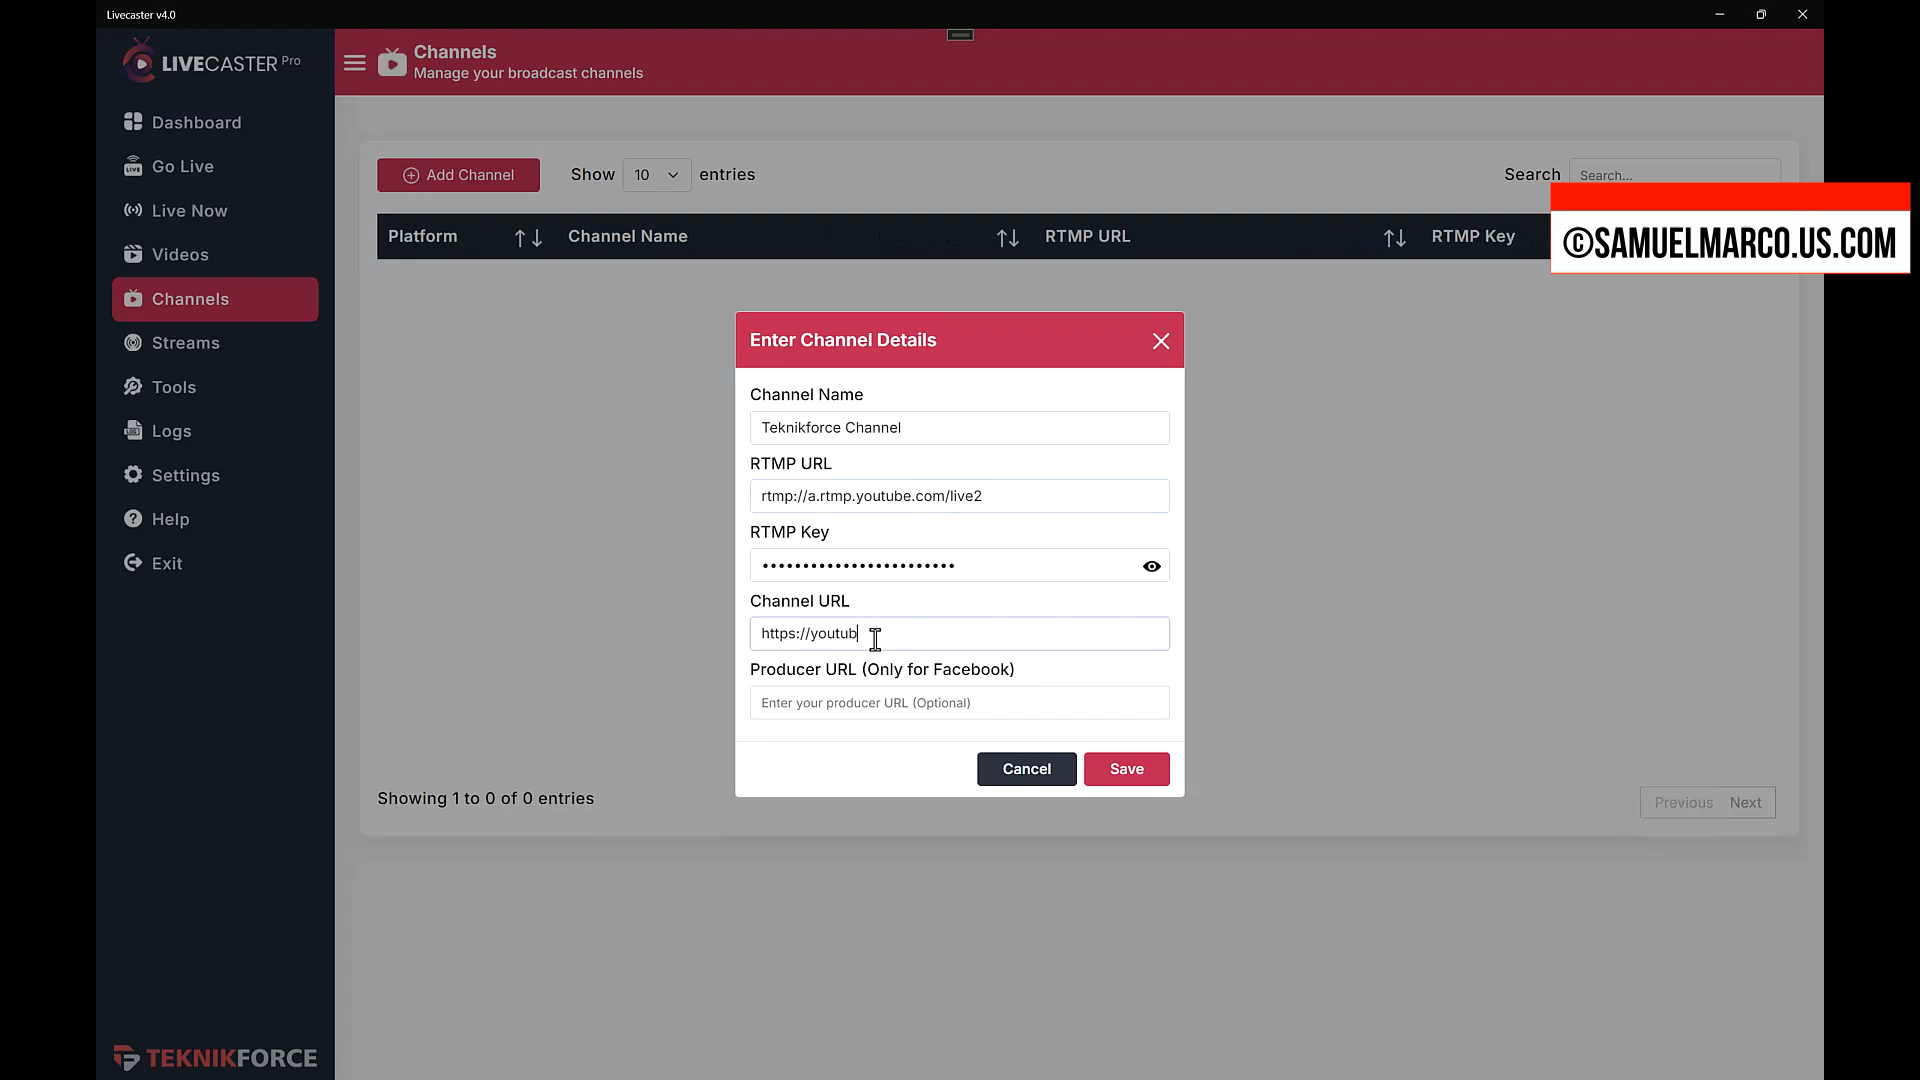 Livecaster v4.0
LIVECASTER Pro
Channels
Manage your broadcast channels
Dashboard
Go Live
LIVE
Live Now
Videos
Channels
Streams
Tools
Logs
Settings
Help
Exit
Add Channel
Show 10 entries
Search Search...
Platform Channel Name RTMP URL RTMP Key
©SAMUELMARCO.US.COM
Enter Channel Details
Channel Name
Teknikforce Channel
RTMP URL
rtmp://a.rtmp.youtube.com/live2
RTMP Key
••••••••••••••••••••••••
Channel URL
https://youtub
Producer URL (Only for Facebook)
Enter your producer URL (Optional)
Cancel Save
Showing 1 to 0 of 0 entries
Previous Next
TEKNIKFORCE